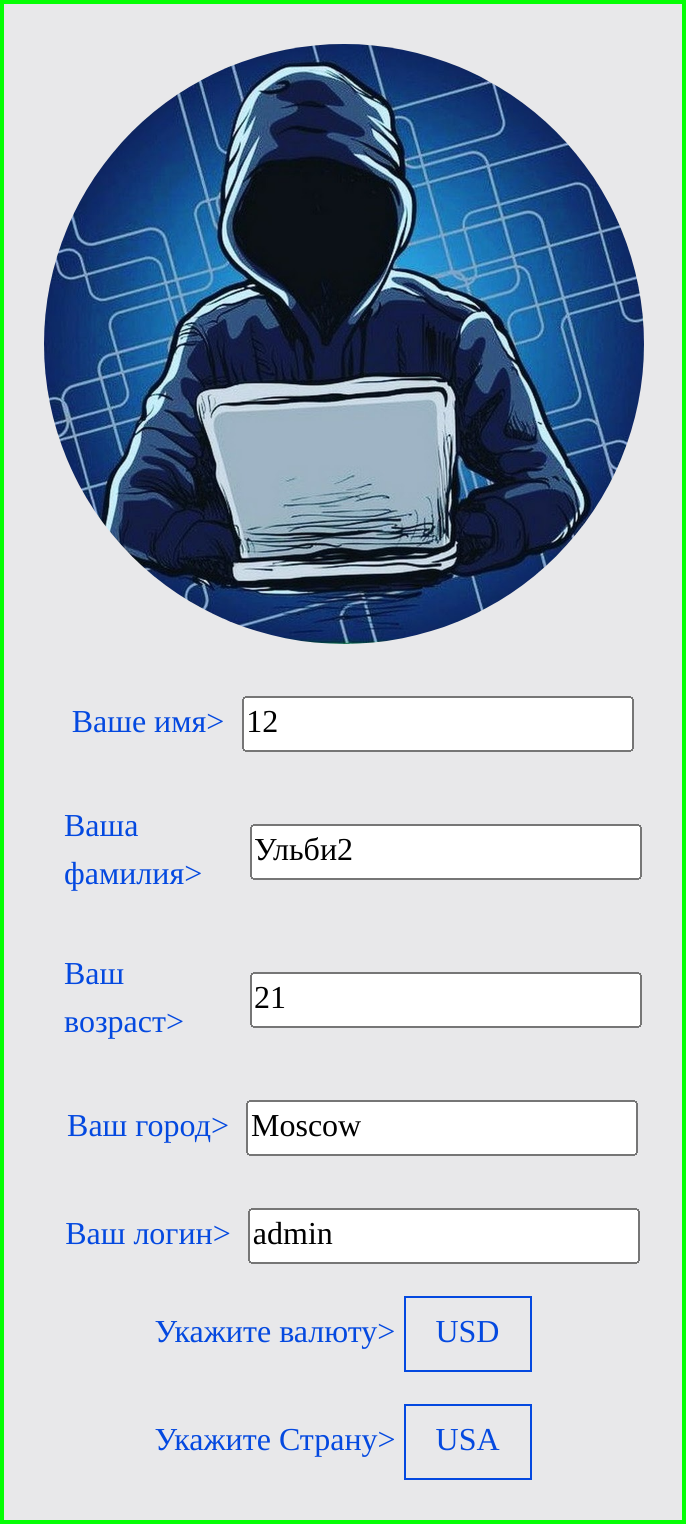 Ваше имя> 12
Ваша
фамилия> Ульби2
Ваш
возраст> 21
Ваш город> Moscow
Ваш логин> admin
Укажите валюту> USD
Укажите Страну> USA